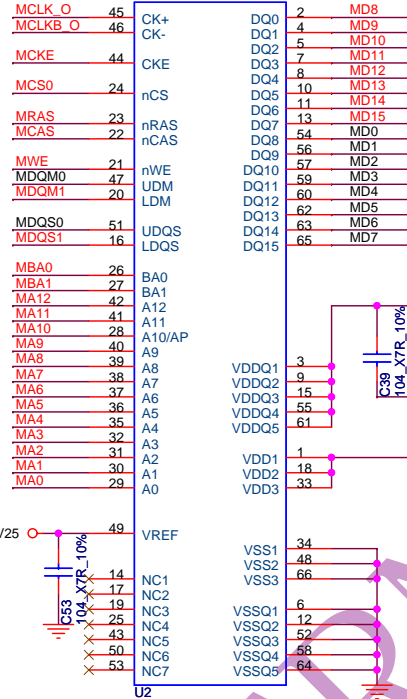 MCLK_O 45 CK+ DQ0 2 MD8
MCLKB_O 46 CK- DQ1 4 MD9
DQ2 5 MD10
MCKE 44 CKE DQ3 7 MD11
DQ4 8 MD12
MCS0 24 nCS DQ5 10 MD13
DQ6 11 MD14
MRAS 23 nRAS DQ7 13 MD15
MCAS 22 nCAS DQ8 54 MD0
DQ9 56 MD1
MWE 21 nWE DQ10 57 MD2
MDQM0 47 UDM DQ11 59 MD3
MDQM1 20 LDM DQ12 60 MD4
DQ13 62 MD5
MDQS0 51 UDQS DQ14 63 MD6
MDQS1 16 LDQS DQ15 65 MD7
MBA0 26 BA0
MBA1 27 BA1
MA12 42 A12
MA11 41 A11
MA10 28 A10/AP
MA9 40 A9
MA8 39 A8 VDDQ1 3
MA7 38 A7 VDDQ2 9
MA6 37 A6 VDDQ3 15
MA5 36 A5 VDDQ4 55
MA4 35 A4 VDDQ5 61
MA3 32 A3
MA2 31 A2 VDD1 1
MA1 30 A1 VDD2 18
MA0 29 A0 VDD3 33
C39
104_X7R_10%
V25 49 VREF
VSS1 34
VSS2 48
VSS3 66
C53
104_X7R_10%
14 NC1
17 NC2
19 NC3 VSSQ1 6
25 NC4 VSSQ2 12
43 NC5 VSSQ3 52
50 NC6 VSSQ4 58
53 NC7 VSSQ5 64
U2